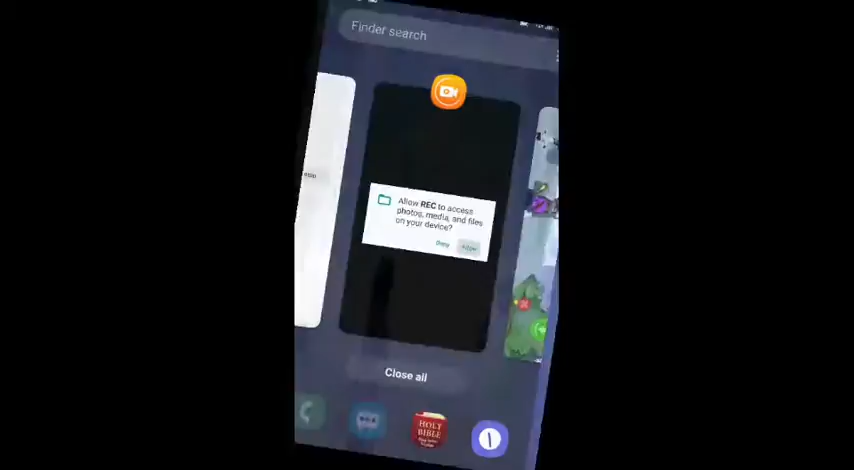 Finder search
Allow REC to access
photos, media, and files
on your device?
Deny
Allow
Close all
HOLY
BIBLE